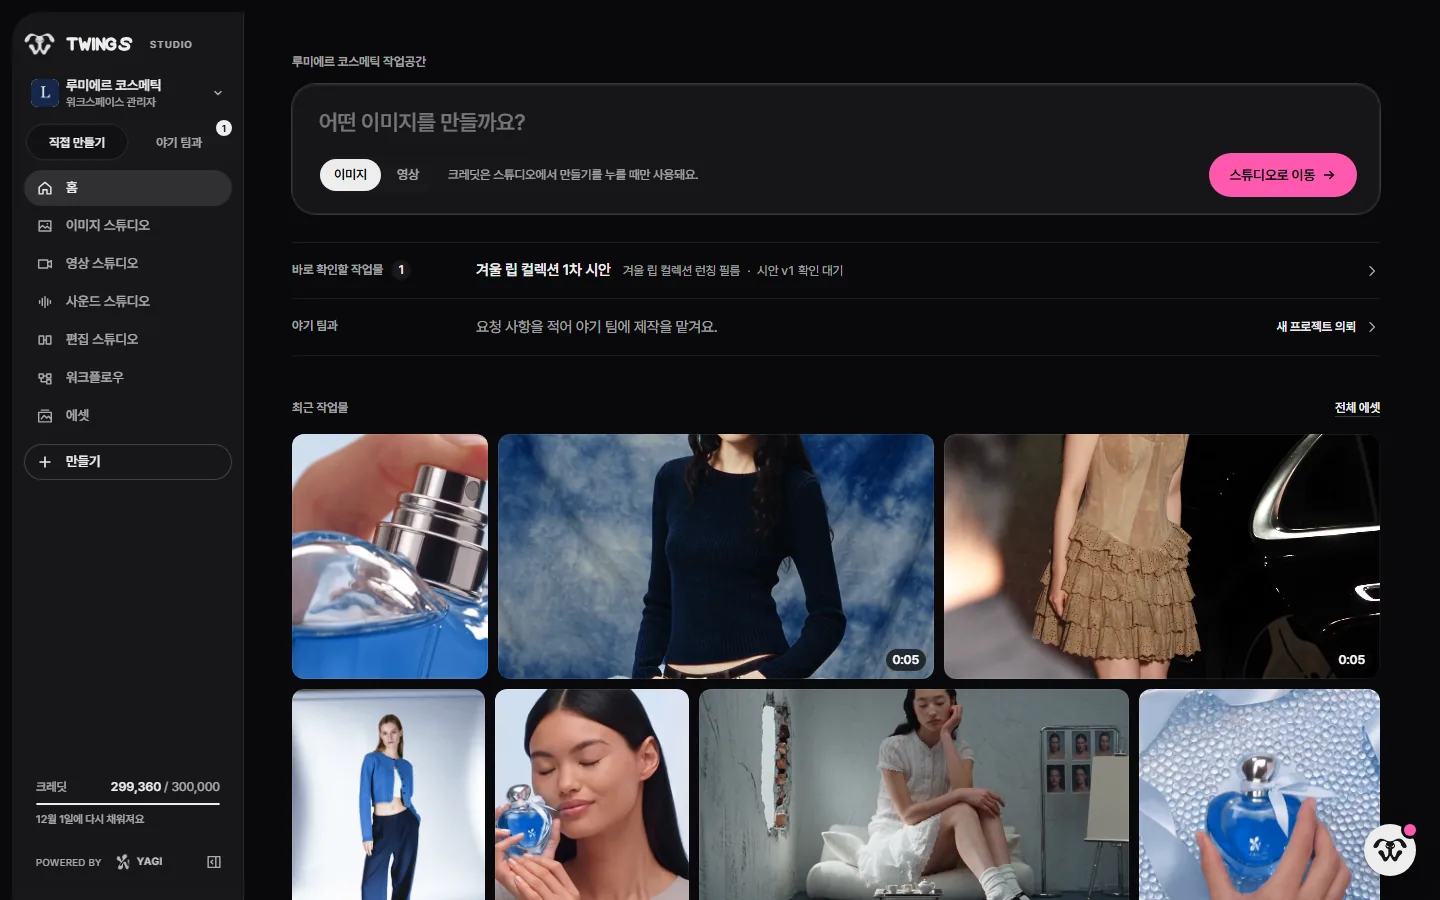 TWINGS STUDIO
L
루미에르 코스메틱
워크스페이스 관리자
직접 만들기
야기 팀과
1
홈
이미지 스튜디오
영상 스튜디오
사운드 스튜디오
편집 스튜디오
워크플로우
에셋
만들기
크레딧 299,360 / 300,000
12월 1일에 다시 채워져요
POWERED BY YAGI
루미에르 코스메틱 작업공간
어떤 이미지를 만들까요?
이미지 영상 크레딧은 스튜디오에서 만들기를 누를 때만 사용돼요. 스튜디오로 이동 →
바로 확인할 작업물 1 겨울 립 컬렉션 1차 시안 겨울 립 컬렉션 런칭 필름 · 시안 v1 확인 대기
야기 팀과 요청 사항을 적어 야기 팀에 제작을 맡겨요. 새 프로젝트 의뢰
최근 작업물 전체 에셋
0:05
0:05